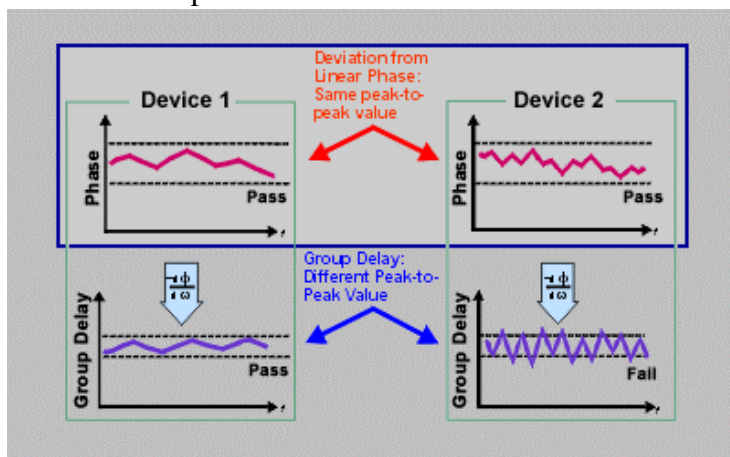 Deviation from
Linear Phase:
Same peak-to-
peak value
Device 1
Device 2
Phase
Pass
f
Phase
Pass
f
Group Delay:
Different Peak-to-
Peak Value
Group Delay
Pass
f
Group Delay
Fail
f